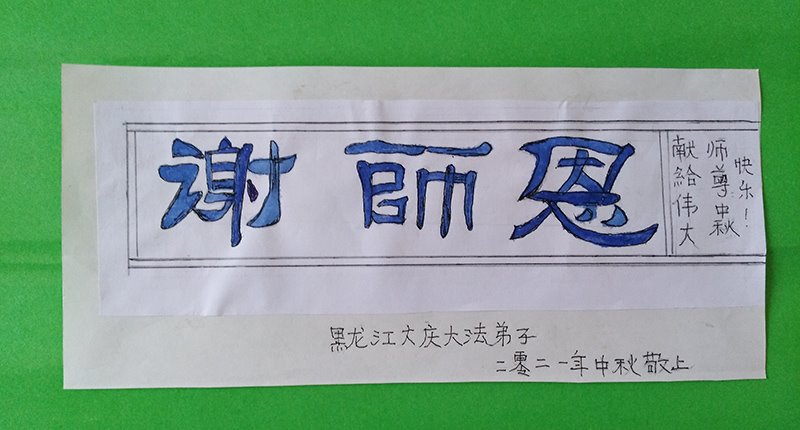 谢師恩
献給伟大
师尊中秋
快乐！
黑龙江大庆大法弟子
二零二一年中秋敬上